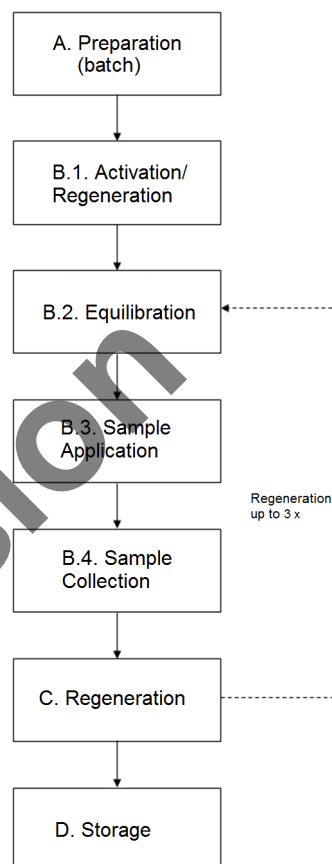 A. Preparation
(batch)
B.1. Activation/
Regeneration
B.2. Equilibration
B.3. Sample
Application
Regeneration
up to 3 x
B.4. Sample
Collection
C. Regeneration
D. Storage